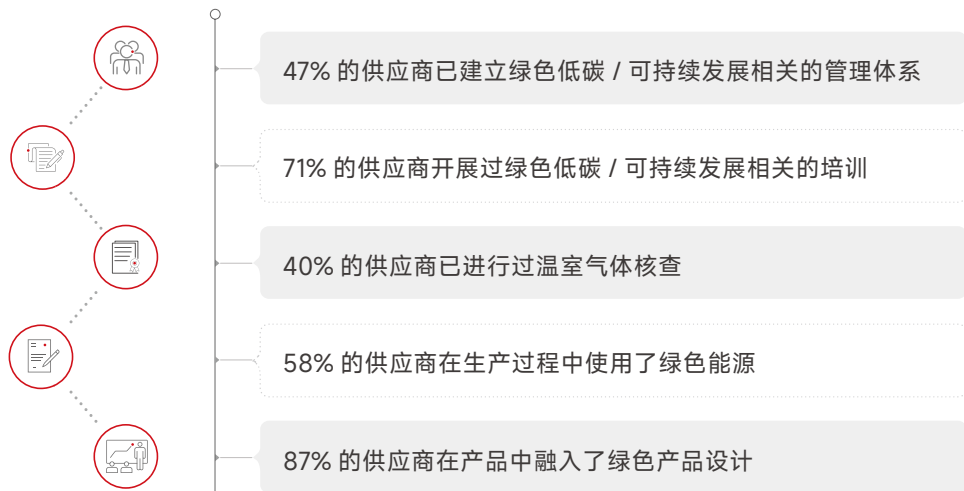 47% 的供应商已建立绿色低碳 / 可持续发展相关的管理体系
71% 的供应商开展过绿色低碳 / 可持续发展相关的培训
40% 的供应商已进行过温室气体核查
58% 的供应商在生产过程中使用了绿色能源
87% 的供应商在产品中融入了绿色产品设计